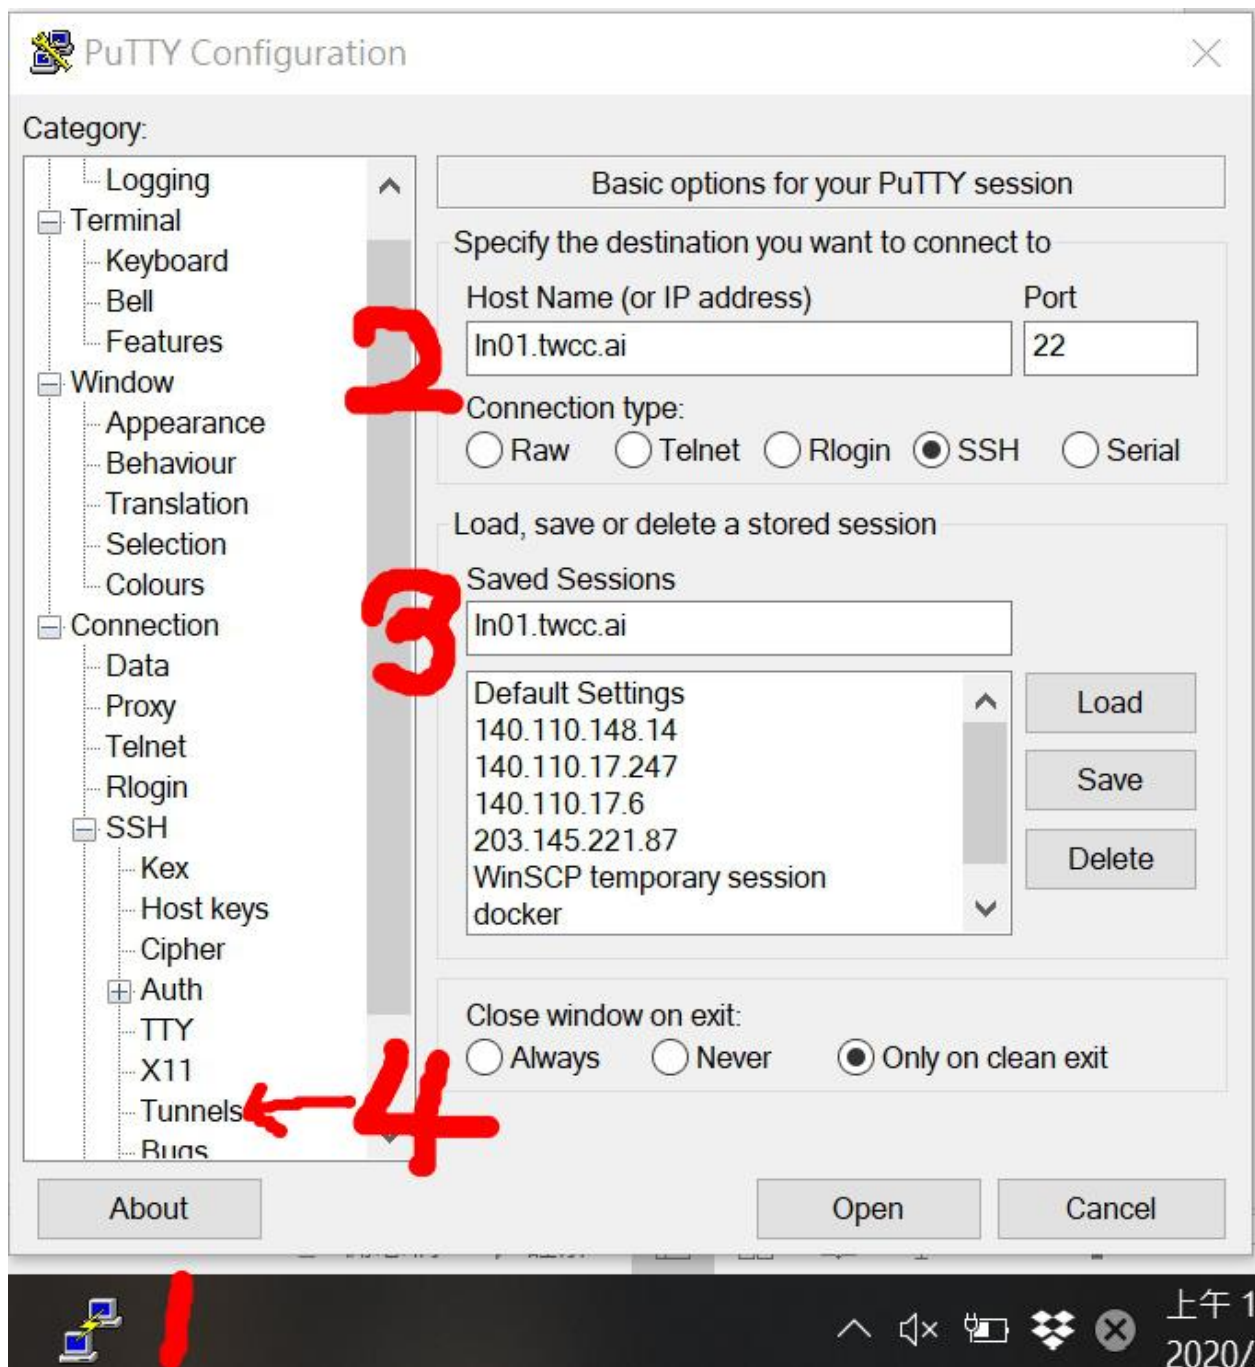 PuTTY Configuration
Category:
Logging
Terminal
Keyboard
Bell
Features
Window
Appearance
Behaviour
Translation
Selection
Colours
Connection
Data
Proxy
Telnet
Rlogin
SSH
Kex
Host keys
Cipher
Auth
TTY
X11
Tunnels
Bugs
Basic options for your PuTTY session
Specify the destination you want to connect to
Host Name (or IP address) Port
2 ln01.twcc.ai 22
Connection type:
Raw Telnet Rlogin SSH Serial
Load, save or delete a stored session
Saved Sessions
3 ln01.twcc.ai
Default Settings
140.110.148.14
140.110.17.247
140.110.17.6
203.145.221.87
WinSCP temporary session
docker
Load
Save
Delete
Close window on exit:
Always Never Only on clean exit
4
About Open Cancel
1
上午 1
2020/